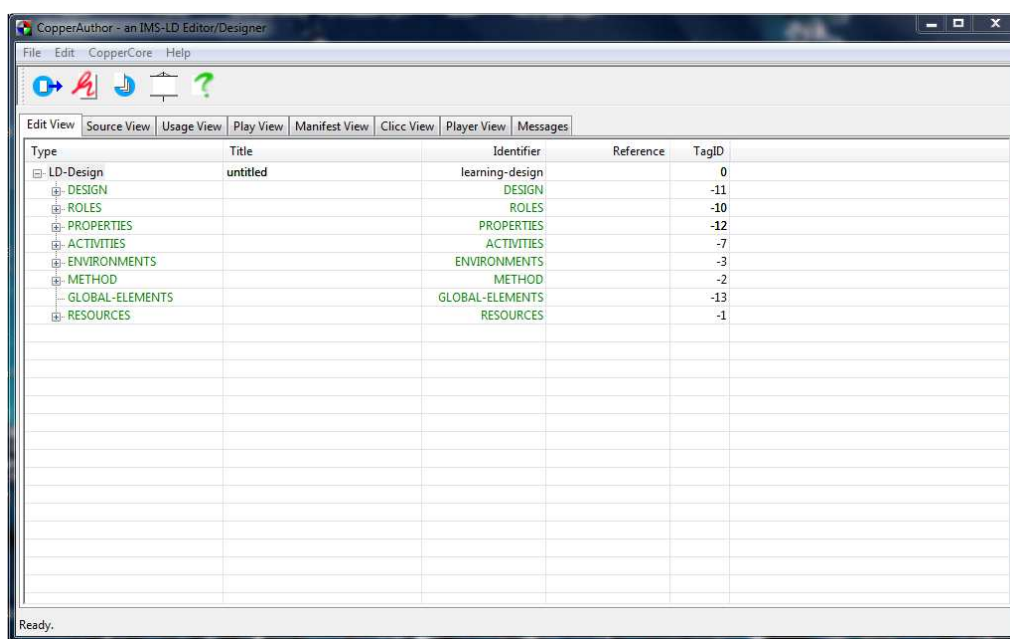 CopperAuthor - an IMS-LD Editor/Designer
File Edit CopperCore Help
Edit View Source View Usage View Play View Manifest View Clicc View Player View Messages
Type Title Identifier Reference TagID
LD-Design untitled learning-design 0
DESIGN DESIGN -11
ROLES ROLES -10
PROPERTIES PROPERTIES -12
ACTIVITIES ACTIVITIES -7
ENVIRONMENTS ENVIRONMENTS -3
METHOD METHOD -2
GLOBAL-ELEMENTS GLOBAL-ELEMENTS -13
RESOURCES RESOURCES -1
Ready.